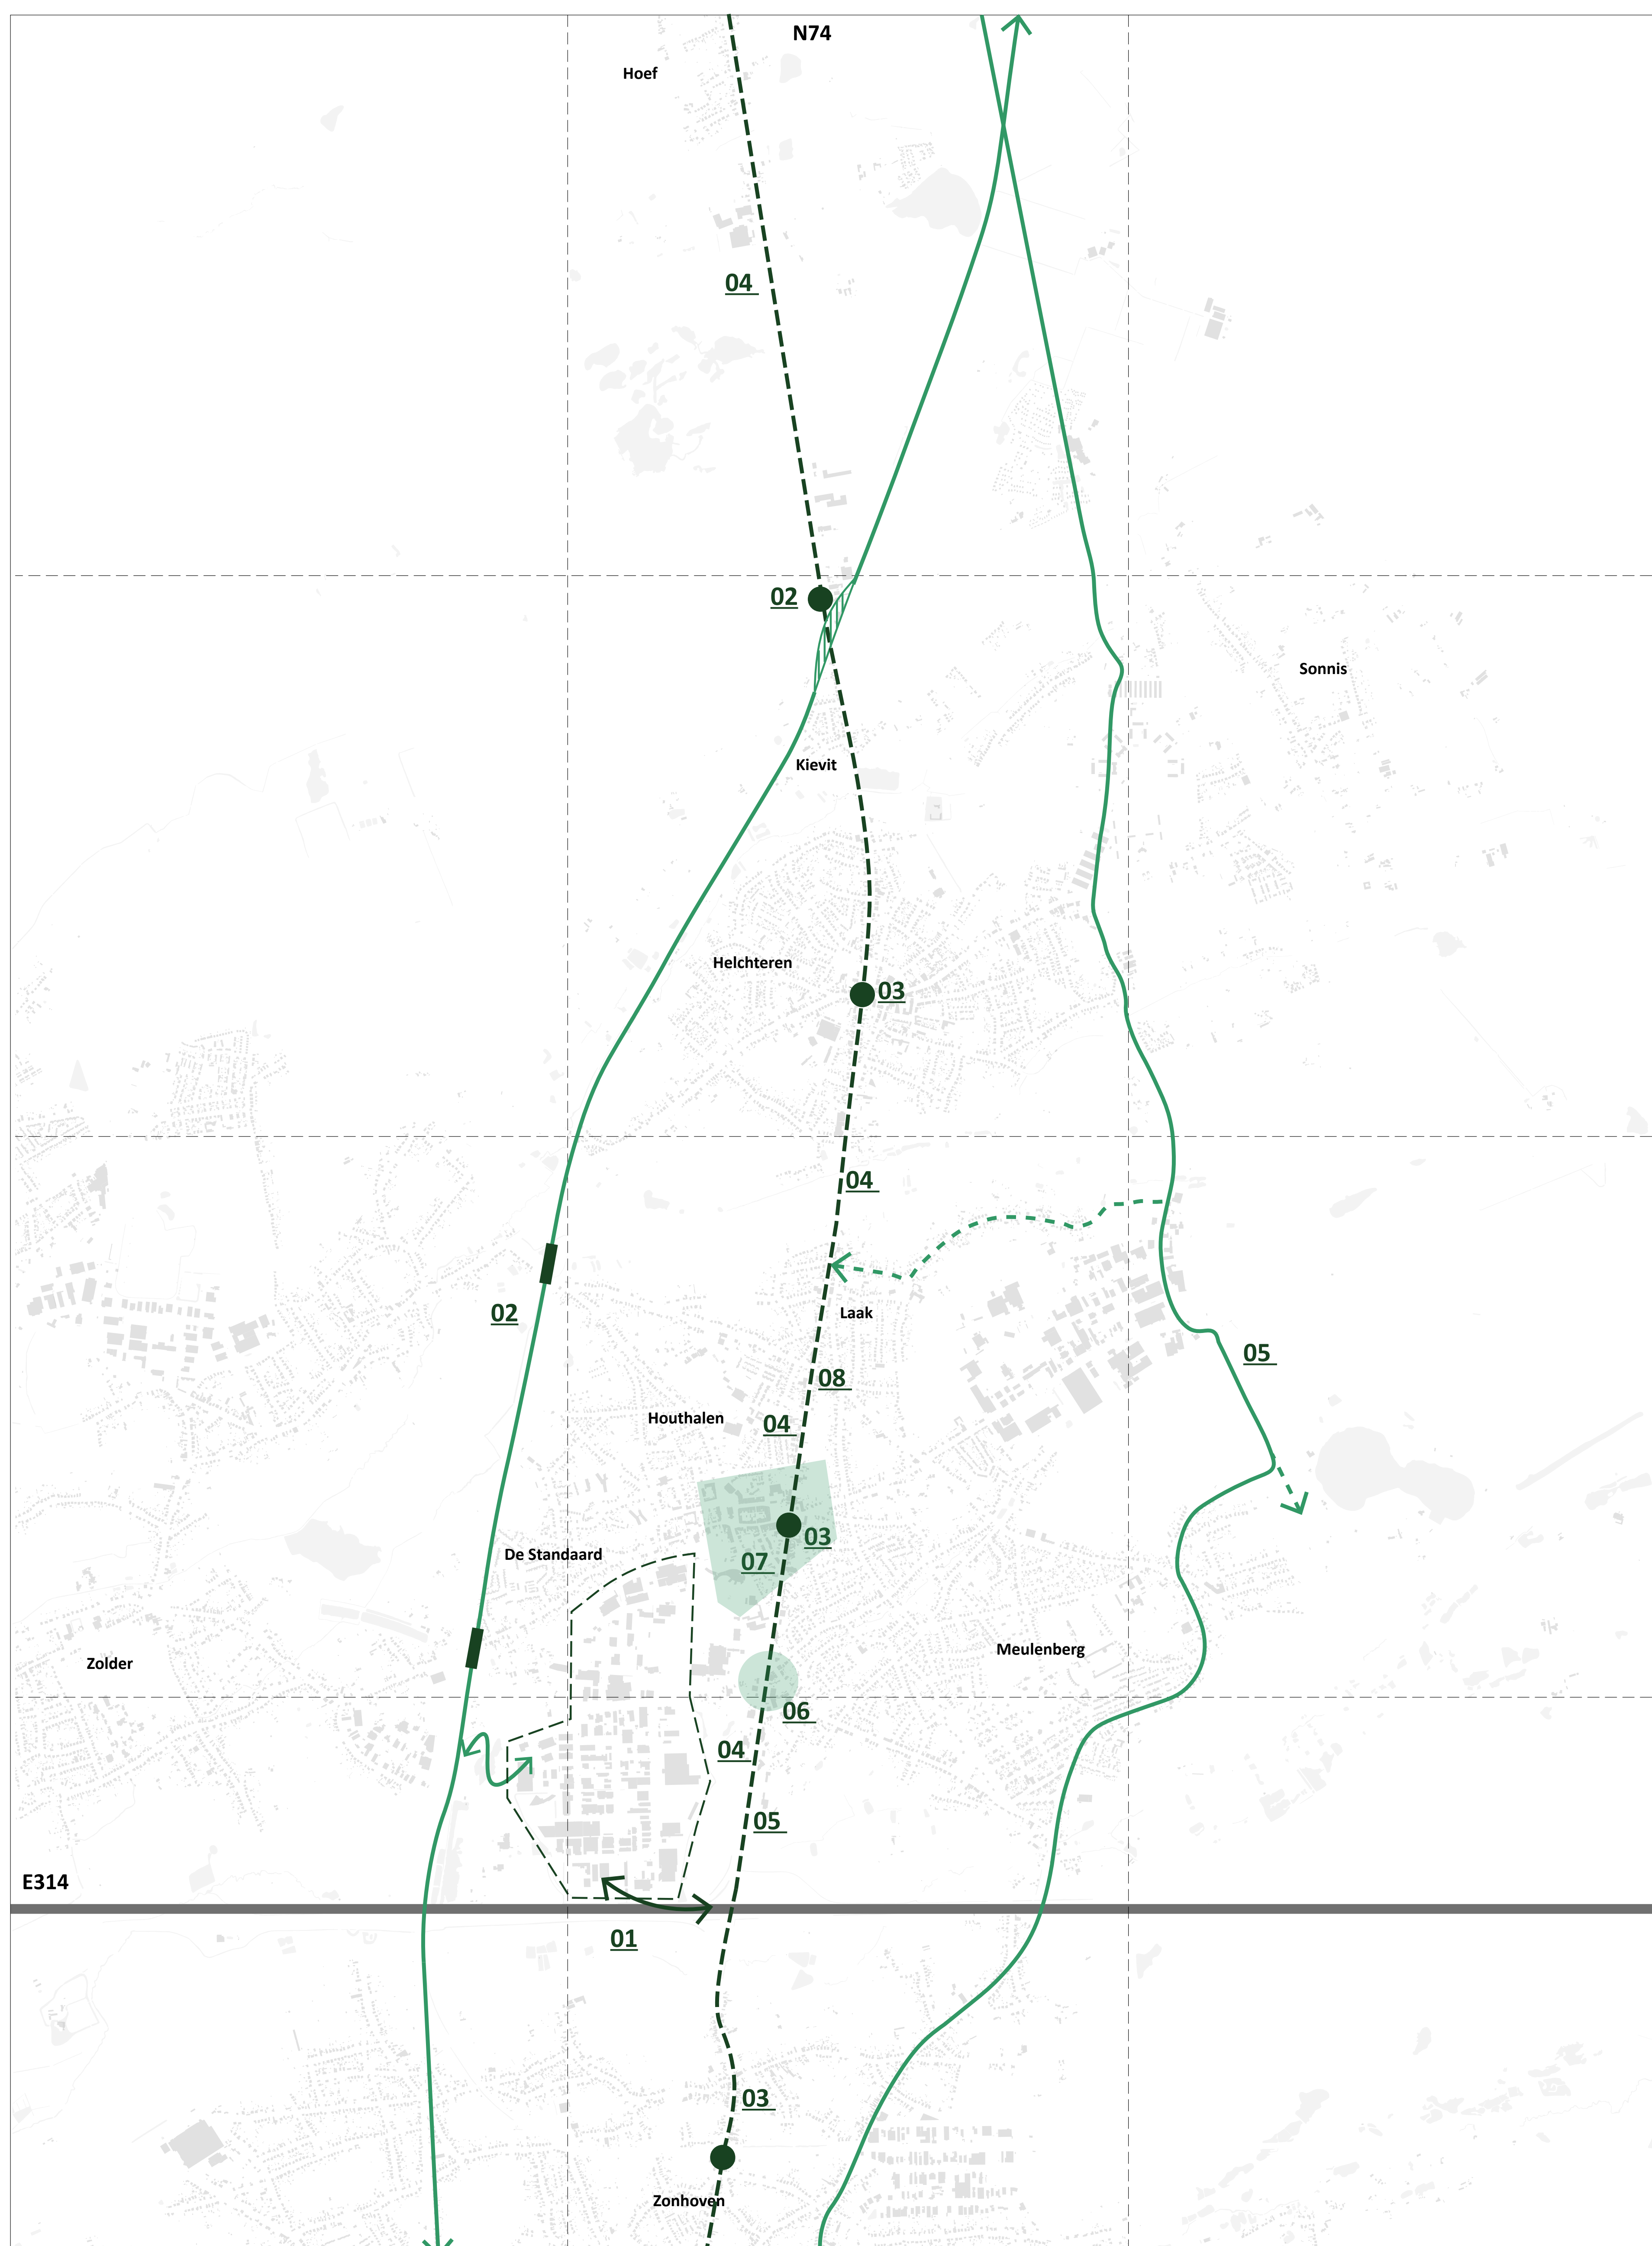 N74
Hoef
04
02
Sonnis
Kievit
Helchteren
03
04
Laak
02
05
08
Houthalen
04
03
De Standaard
07
Meulenberg
Zolder
06
04
05
E314
01
03
Zonhoven